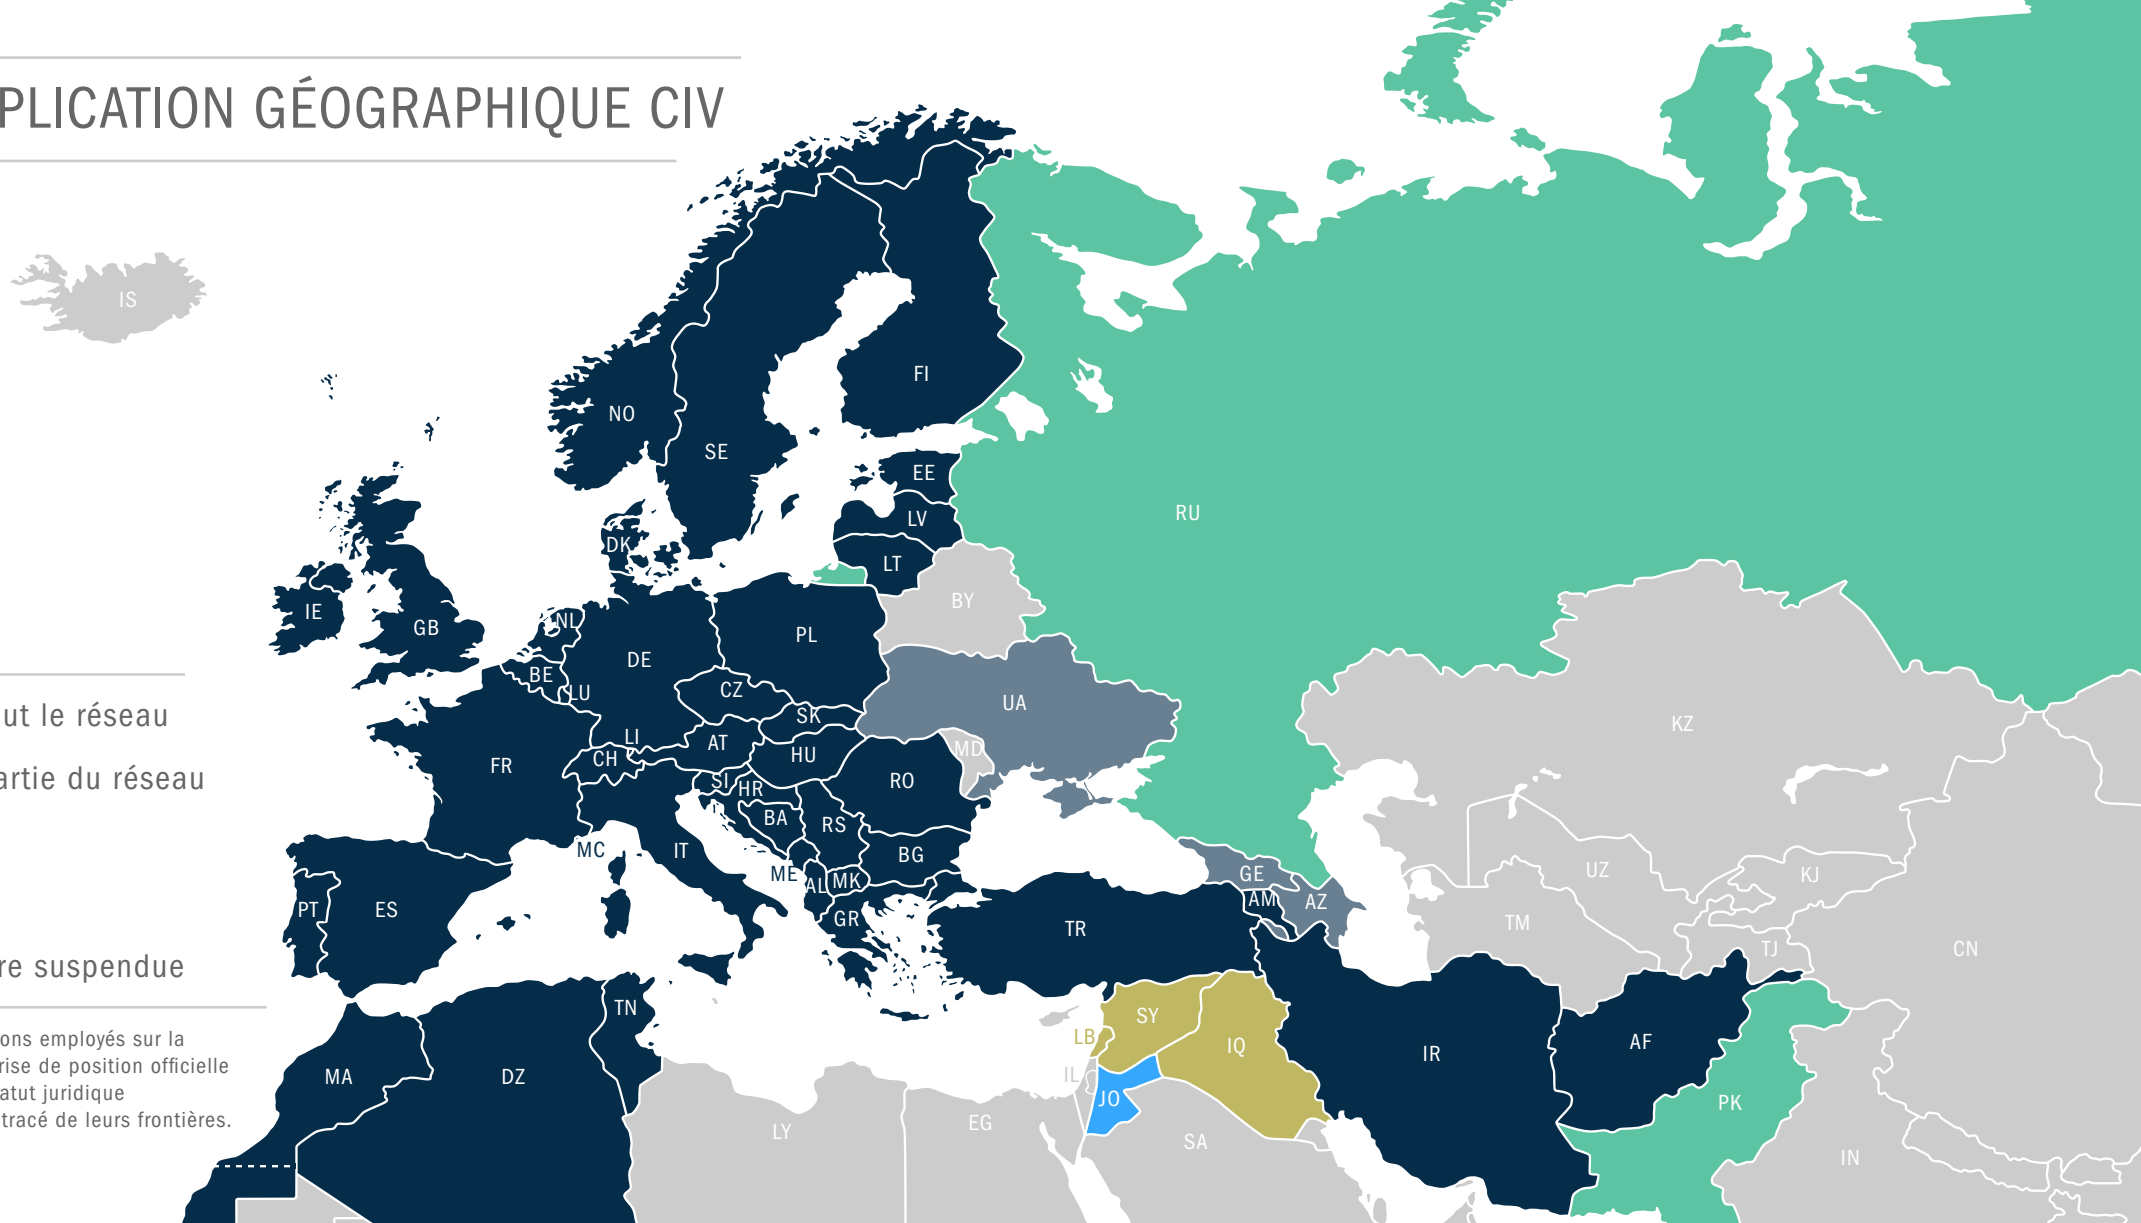 PLICATION GÉOGRAPHIQUE CIV
IS
FI
NO
SE
EE
RU
LV
DK
LT
BY
IE
GB
NL
PL
DE
BE
LU
CZ
UA
ut le réseau
SK
KZ
LI
AT
MD
HU
CH
FR
artie du réseau
SI
HR
RO
BA
RS
MC
IT
BG
UZ
ME
GE
KJ
AL
MK
AM
AZ
PT
ES
GR
TR
TM
TJ
CN
re suspendue
TN
SY
LB
IQ
ons employés sur la
rise de position officielle
atut juridique
tracé de leurs frontières.
AF
IR
MA
DZ
IL
JO
PK
LY
EG
SA
IN